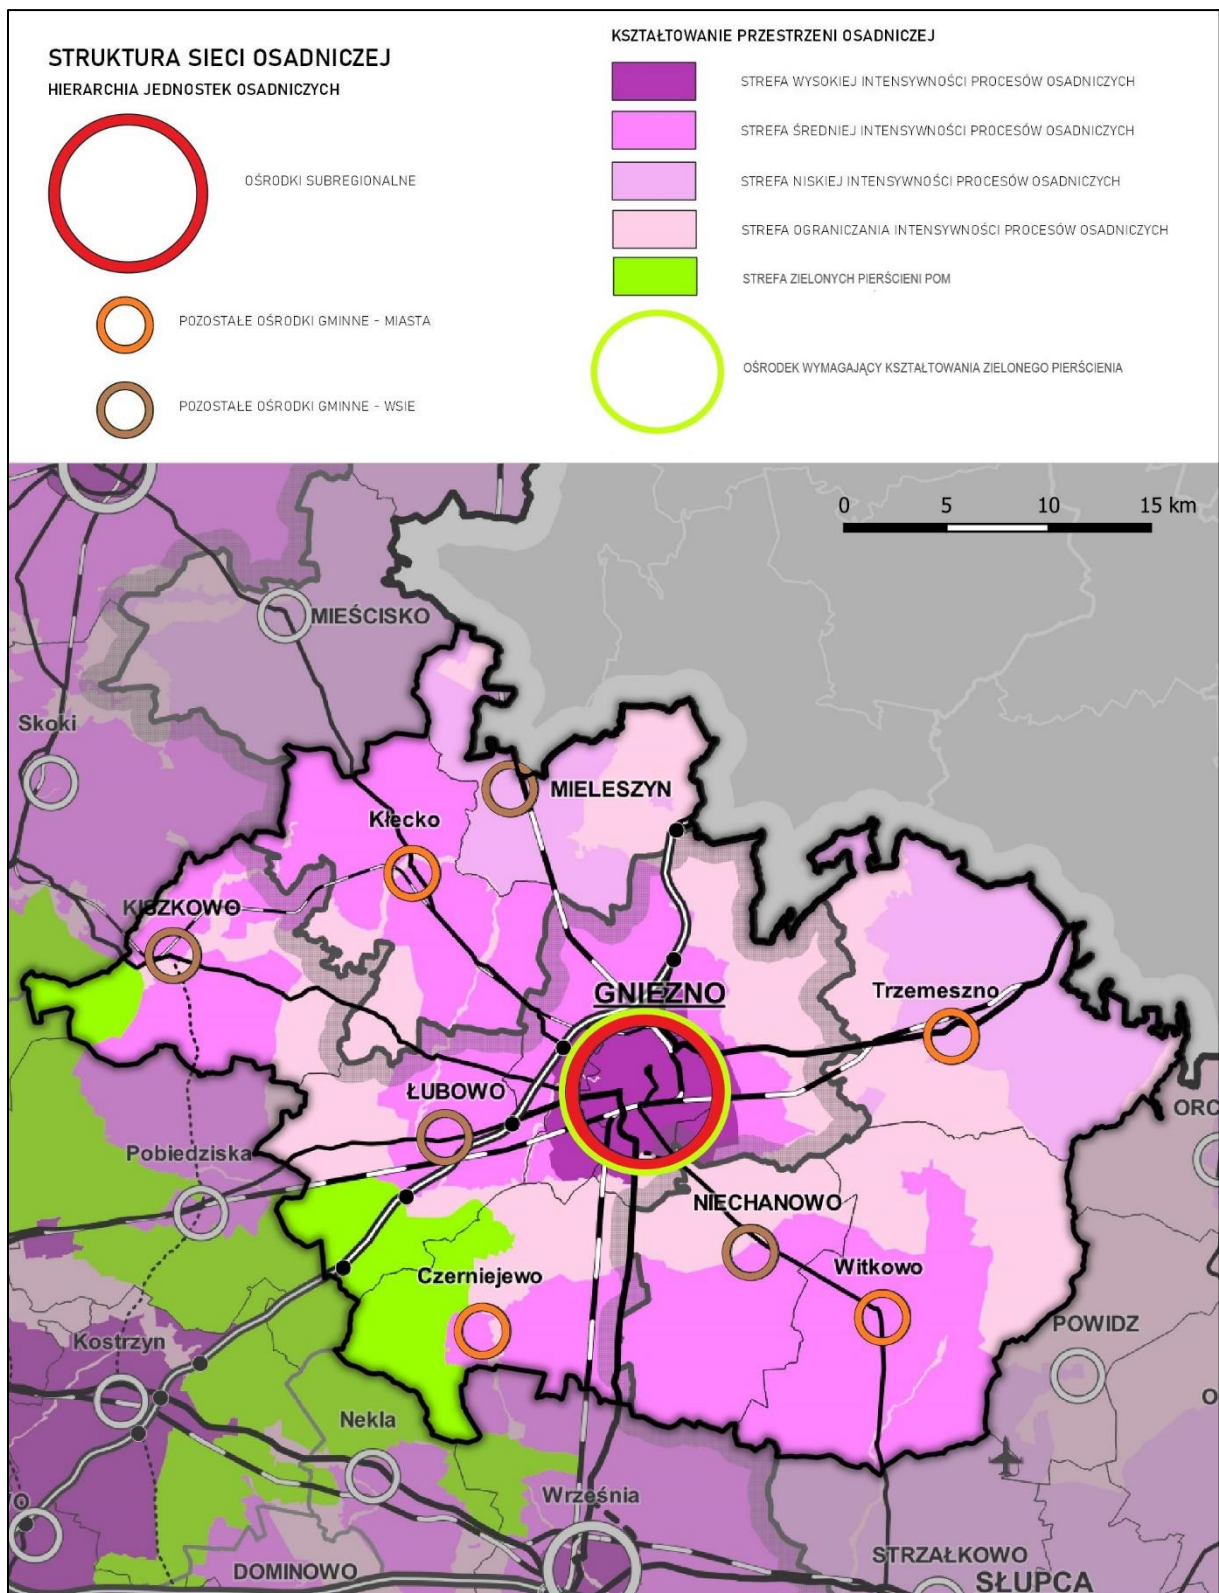 STRUKTURA SIECI OSADNICZEJ
HIERARCHIA JEDNOSTEK OSADNICZYCH
OŚRODKI SUBREGIONALNE
POZOSTAŁE OŚRODKI GMINNE - MIASTA
POZOSTAŁE OŚRODKI GMINNE - WSIE
KSZTAŁTOWANIE PRZESTRZENI OSADNICZEJ
STREFA WYSOKIEJ INTENSYWNOŚCI PROCESÓW OSADNICZYCH
STREFA ŚREDNIEJ INTENSYWNOŚCI PROCESÓW OSADNICZYCH
STREFA NISKIEJ INTENSYWNOŚCI PROCESÓW OSADNICZYCH
STREFA OGRANICZANIA INTENSYWNOŚCI PROCESÓW OSADNICZYCH
STREFA ZIELONYCH PIERŚCIENI POM
OŚRODEK WYMAGAJĄCY KSZTAŁTOWANIA ZIELONEGO PIERŚCIENIA
0 5 10 15 km
MIEŚCISKO
Skoki
MIELESZYN
Kłecko
KISZKOWO
GNIEZNO
Trzemeszno
ŁUBOWO
ORC
Pobiedziska
NIECHANOWO
Czerniejewo
Witkowo
POWIDZ
Kostrzyn
O
Nekla
Września
O
DOMINOWO
STRZAŁKOWO
SŁUPCA